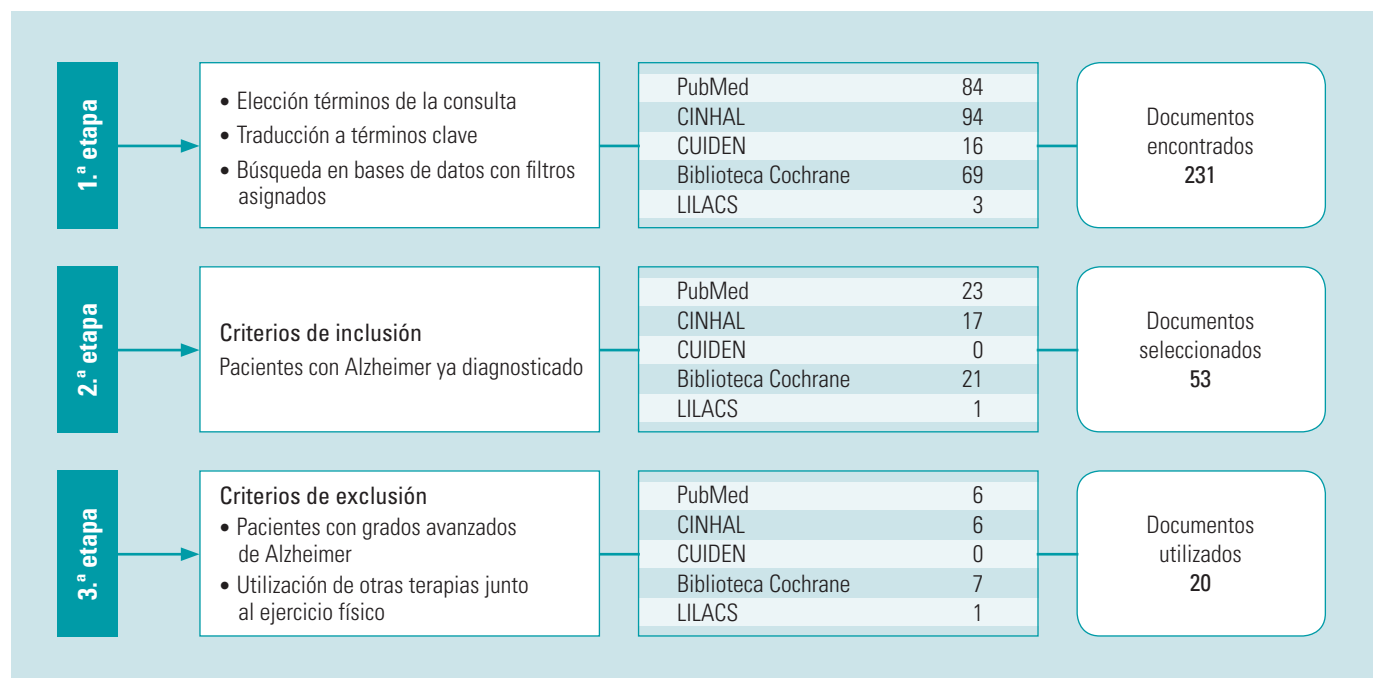 1.ª etapa
• Elección términos de la consulta
• Traducción a términos clave
• Búsqueda en bases de datos con filtros
asignados
PubMed 84
CINHAL 94
CUIDEN 16
Biblioteca Cochrane 69
LILACS 3
Documentos
encontrados
231
2.ª etapa
Criterios de inclusión
Pacientes con Alzheimer ya diagnosticado
PubMed 23
CINHAL 17
CUIDEN 0
Biblioteca Cochrane 21
LILACS 1
Documentos
seleccionados
53
3.ª etapa
Criterios de exclusión
• Pacientes con grados avanzados
de Alzheimer
• Utilización de otras terapias junto
al ejercicio físico
PubMed 6
CINHAL 6
CUIDEN 0
Biblioteca Cochrane 7
LILACS 1
Documentos
utilizados
20